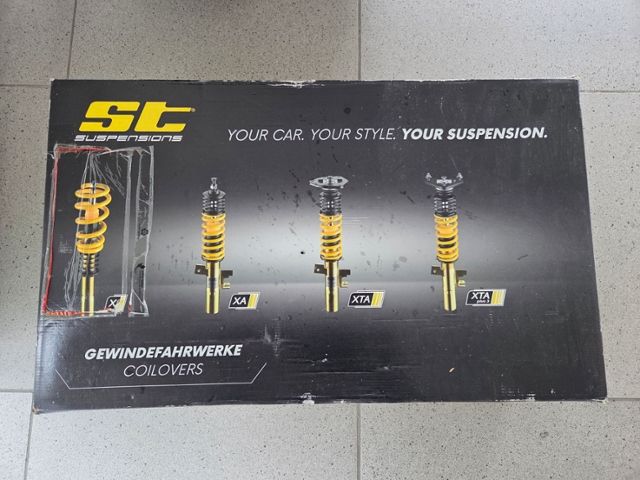 st
SUSPENSIONS
YOUR CAR. YOUR STYLE. YOUR SUSPENSION.
X
XA
XTA
XTA
plus 3
GEWINDEFAHRWERKE
COILOVERS